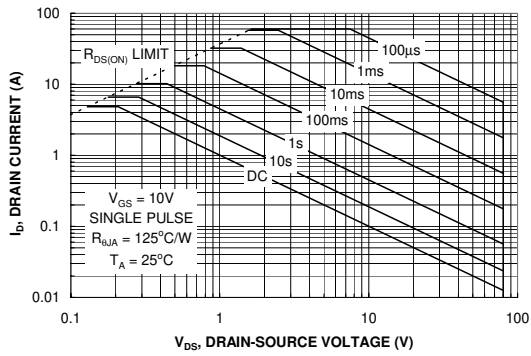 100
10
1
0.1
0.01
I_D, DRAIN CURRENT (A)
R_DS(ON) LIMIT
100µs
1ms
10ms
100ms
1s
10s
DC
V_GS = 10V
SINGLE PULSE
R_θJA = 125°C/W
T_A = 25°C
0.1
1
10
100
V_DS, DRAIN-SOURCE VOLTAGE (V)